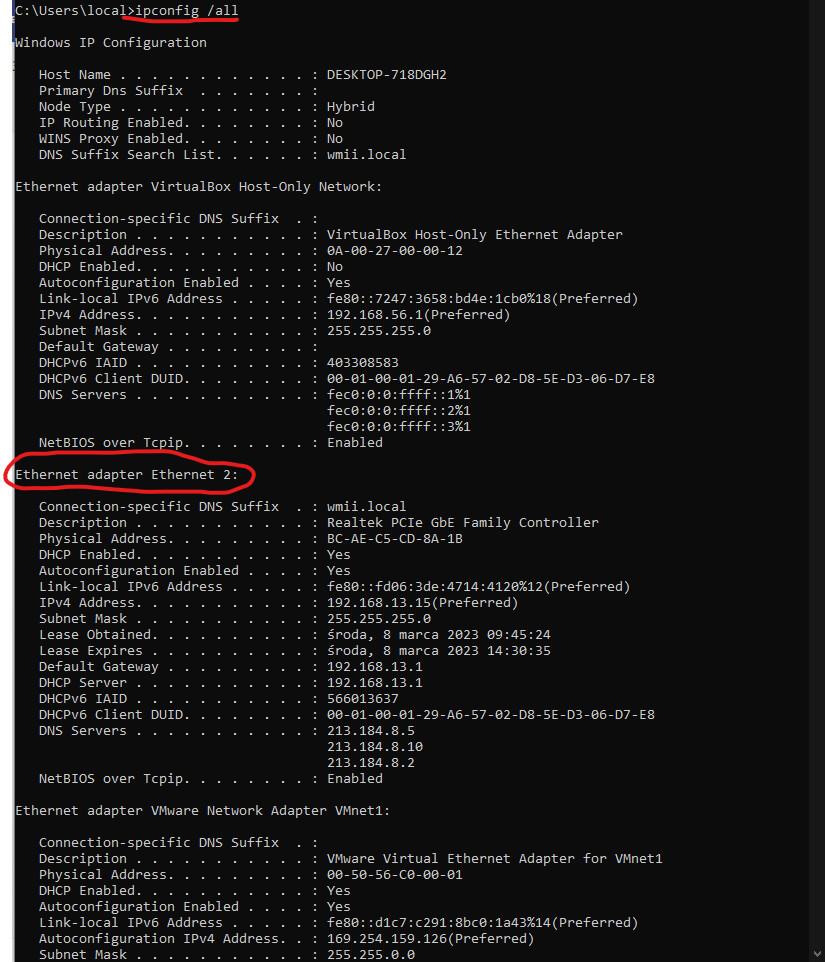 C:\Users\local>ipconfig /all
Windows IP Configuration
Host Name . . . . . . . . . . . . : DESKTOP-718DGH2
Primary Dns Suffix  . . . . . . . :
Node Type . . . . . . . . . . . . : Hybrid
IP Routing Enabled. . . . . . . . : No
WINS Proxy Enabled. . . . . . . . : No
DNS Suffix Search List. . . . . . : wmii.local
Ethernet adapter VirtualBox Host-Only Network:
Connection-specific DNS Suffix  . :
Description . . . . . . . . . . . : VirtualBox Host-Only Ethernet Adapter
Physical Address. . . . . . . . . : 0A-00-27-00-00-12
DHCP Enabled. . . . . . . . . . . : No
Autoconfiguration Enabled . . . . : Yes
Link-local IPv6 Address . . . . . : fe80::7247:3658:bd4e:1cb0%18(Preferred)
IPv4 Address. . . . . . . . . . . : 192.168.56.1(Preferred)
Subnet Mask . . . . . . . . . . . : 255.255.255.0
Default Gateway . . . . . . . . . :
DHCPv6 IAID . . . . . . . . . . . : 403308583
DHCPv6 Client DUID. . . . . . . . : 00-01-00-01-29-A6-57-02-D8-5E-D3-06-D7-E8
DNS Servers . . . . . . . . . . . : fec0:0:0:ffff::1%1
fec0:0:0:ffff::2%1
fec0:0:0:ffff::3%1
NetBIOS over Tcpip. . . . . . . . : Enabled
Ethernet adapter Ethernet 2:
Connection-specific DNS Suffix  . : wmii.local
Description . . . . . . . . . . . : Realtek PCIe GbE Family Controller
Physical Address. . . . . . . . . : BC-AE-C5-CD-8A-1B
DHCP Enabled. . . . . . . . . . . : Yes
Autoconfiguration Enabled . . . . : Yes
Link-local IPv6 Address . . . . . : fe80::fd06:3de:4714:4120%12(Preferred)
IPv4 Address. . . . . . . . . . . : 192.168.13.15(Preferred)
Subnet Mask . . . . . . . . . . . : 255.255.255.0
Lease Obtained. . . . . . . . . . : środa, 8 marca 2023 09:45:24
Lease Expires . . . . . . . . . . : środa, 8 marca 2023 14:30:35
Default Gateway . . . . . . . . . : 192.168.13.1
DHCP Server . . . . . . . . . . . : 192.168.13.1
DHCPv6 IAID . . . . . . . . . . . : 566013637
DHCPv6 Client DUID. . . . . . . . : 00-01-00-01-29-A6-57-02-D8-5E-D3-06-D7-E8
DNS Servers . . . . . . . . . . . : 213.184.8.5
213.184.8.10
213.184.8.2
NetBIOS over Tcpip. . . . . . . . : Enabled
Ethernet adapter VMware Network Adapter VMnet1:
Connection-specific DNS Suffix  . :
Description . . . . . . . . . . . : VMware Virtual Ethernet Adapter for VMnet1
Physical Address. . . . . . . . . : 00-50-56-C0-00-01
DHCP Enabled. . . . . . . . . . . : Yes
Autoconfiguration Enabled . . . . : Yes
Link-local IPv6 Address . . . . . : fe80::d1c7:c291:8bc0:1a43%14(Preferred)
Autoconfiguration IPv4 Address. . : 169.254.159.126(Preferred)
Subnet Mask . . . . . . . . . . . : 255.255.0.0